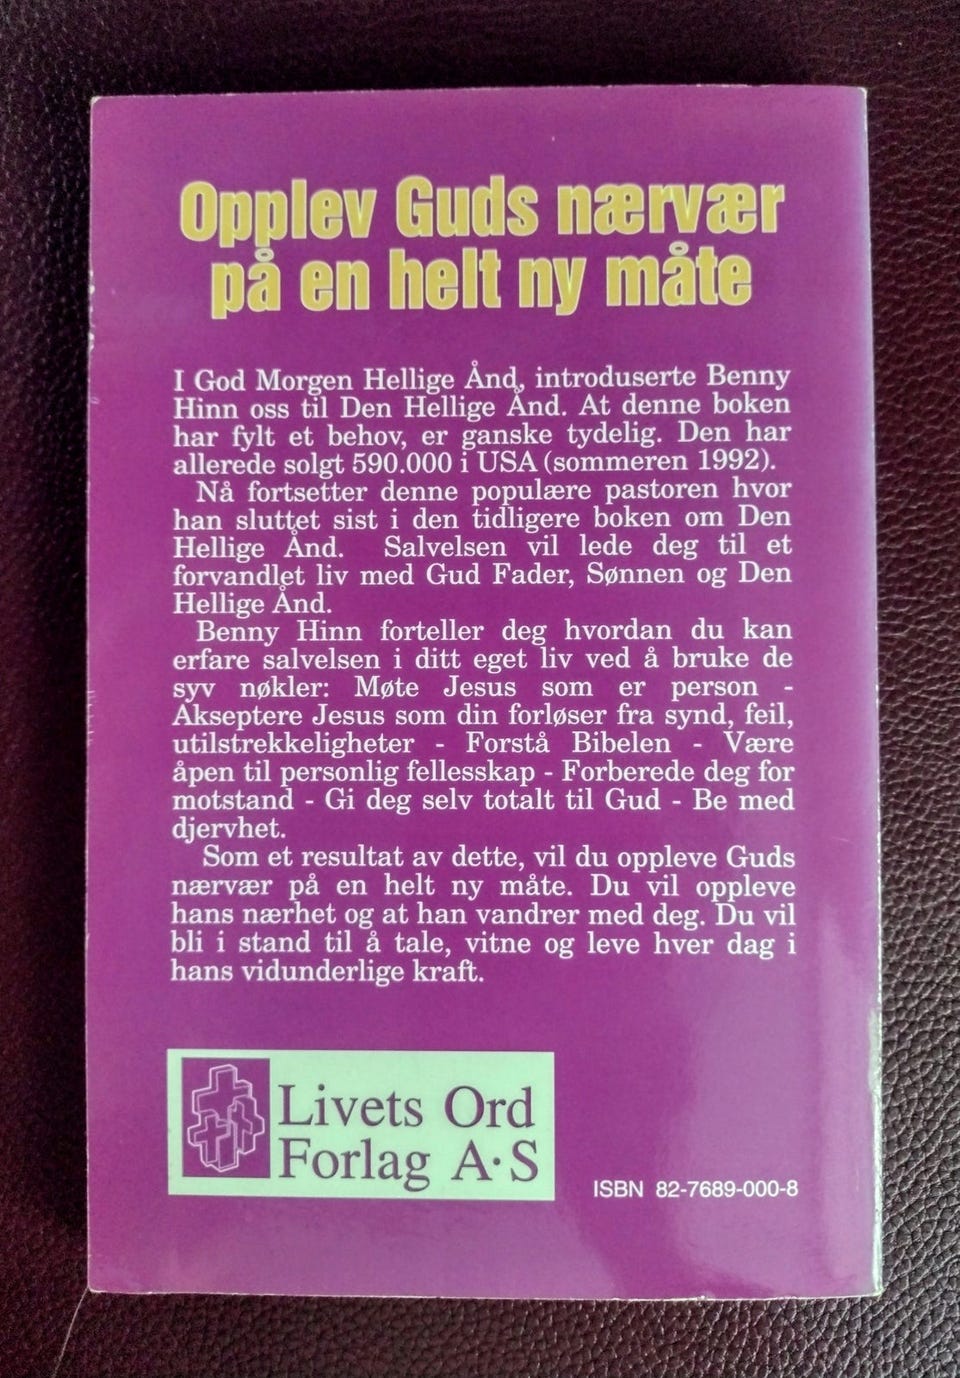 Opplev Guds nærvær
på en helt ny måte
I God Morgen Hellige Ånd, introduserte Benny
Hinn oss til Den Hellige Ånd. At denne boken
har fylt et behov, er ganske tydelig. Den har
allerede solgt 590.000 i USA (sommeren 1992).
Nå fortsetter denne populære pastoren hvor
han sluttet sist i den tidligere boken om Den
Hellige Ånd. Salvelsen vil lede deg til et
forvandlet liv med Gud Fader, Sønnen og Den
Hellige Ånd.
Benny Hinn forteller deg hvordan du kan
erfare salvelsen i ditt eget liv ved å bruke de
syv nøkler: Møte Jesus som er person -
Akseptere Jesus som din forløser fra synd, feil,
utilstrekkeligheter - Forstå Bibelen - Være
åpen til personlig fellesskap - Forberede deg for
motstand - Gi deg selv totalt til Gud - Be med
djervhet.
Som et resultat av dette, vil du oppleve Guds
nærvær på en helt ny måte. Du vil oppleve
hans nærhet og at han vandrer med deg. Du vil
bli i stand til å tale, vitne og leve hver dag i
hans vidunderlige kraft.
Livets Ord
Forlag A·S
ISBN 82-7689-000-8